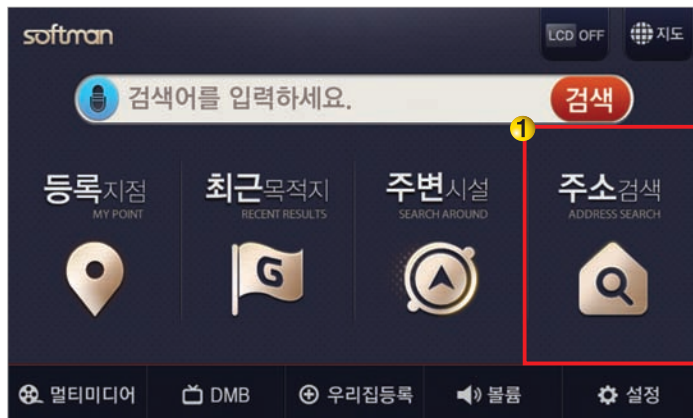 softman
LCD OFF
지도
검색어를 입력하세요.
검색
1
등록지점
MY POINT
최근목적지
RECENT RESULTS
G
주변시설
SEARCH AROUND
주소검색
ADDRESS SEARCH
멀티미디어
DMB
우리집등록
볼륨
설정